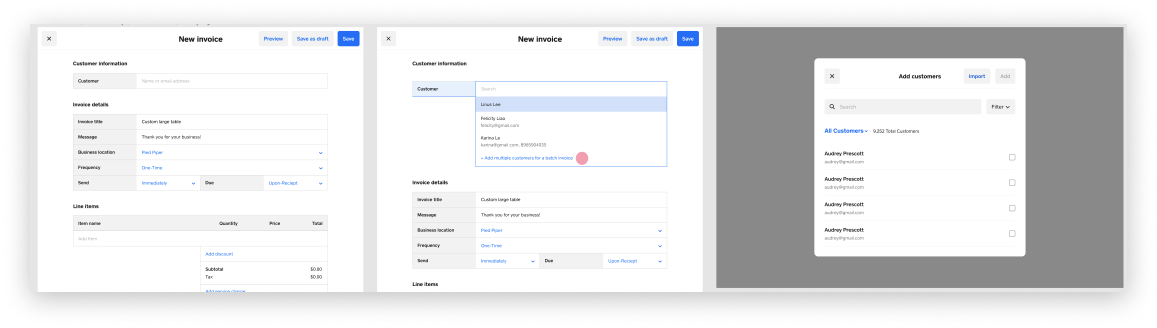 New invoice
Preview
Save as draft
Save
Customer information
Customer
Name or email address
Invoice details
Invoice title
Custom large table
Message
Thank you for your business!
Business location
Pied Piper
Frequency
One-Time
Send
Immediately
Due
Upon-Reciept
Line items
Item name
Quantity
Price
Total
Add item
Add discount
Subtotal
$0.00
Tax
$0.00
Add service charge
New invoice
Preview
Save as draft
Save
Customer information
Customer
Search
Linus Lee
Felicity Liao
felicity@gmail.com
Karina Le
karina@gmail.com, 8966504035
+ Add multiple customers for a batch invoice
Invoice details
Invoice title
Custom large table
Message
Thank you for your business!
Business location
Pied Piper
Frequency
One-Time
Send
Immediately
Due
Upon-Reciept
Line items
Add customers
Import
Add
Search
Filter
All Customers
9,252 Total Customers
Audrey Prescott
audrey@gmail.com
Audrey Prescott
audrey@gmail.com
Audrey Prescott
audrey@gmail.com
Audrey Prescott
audrey@gmail.com